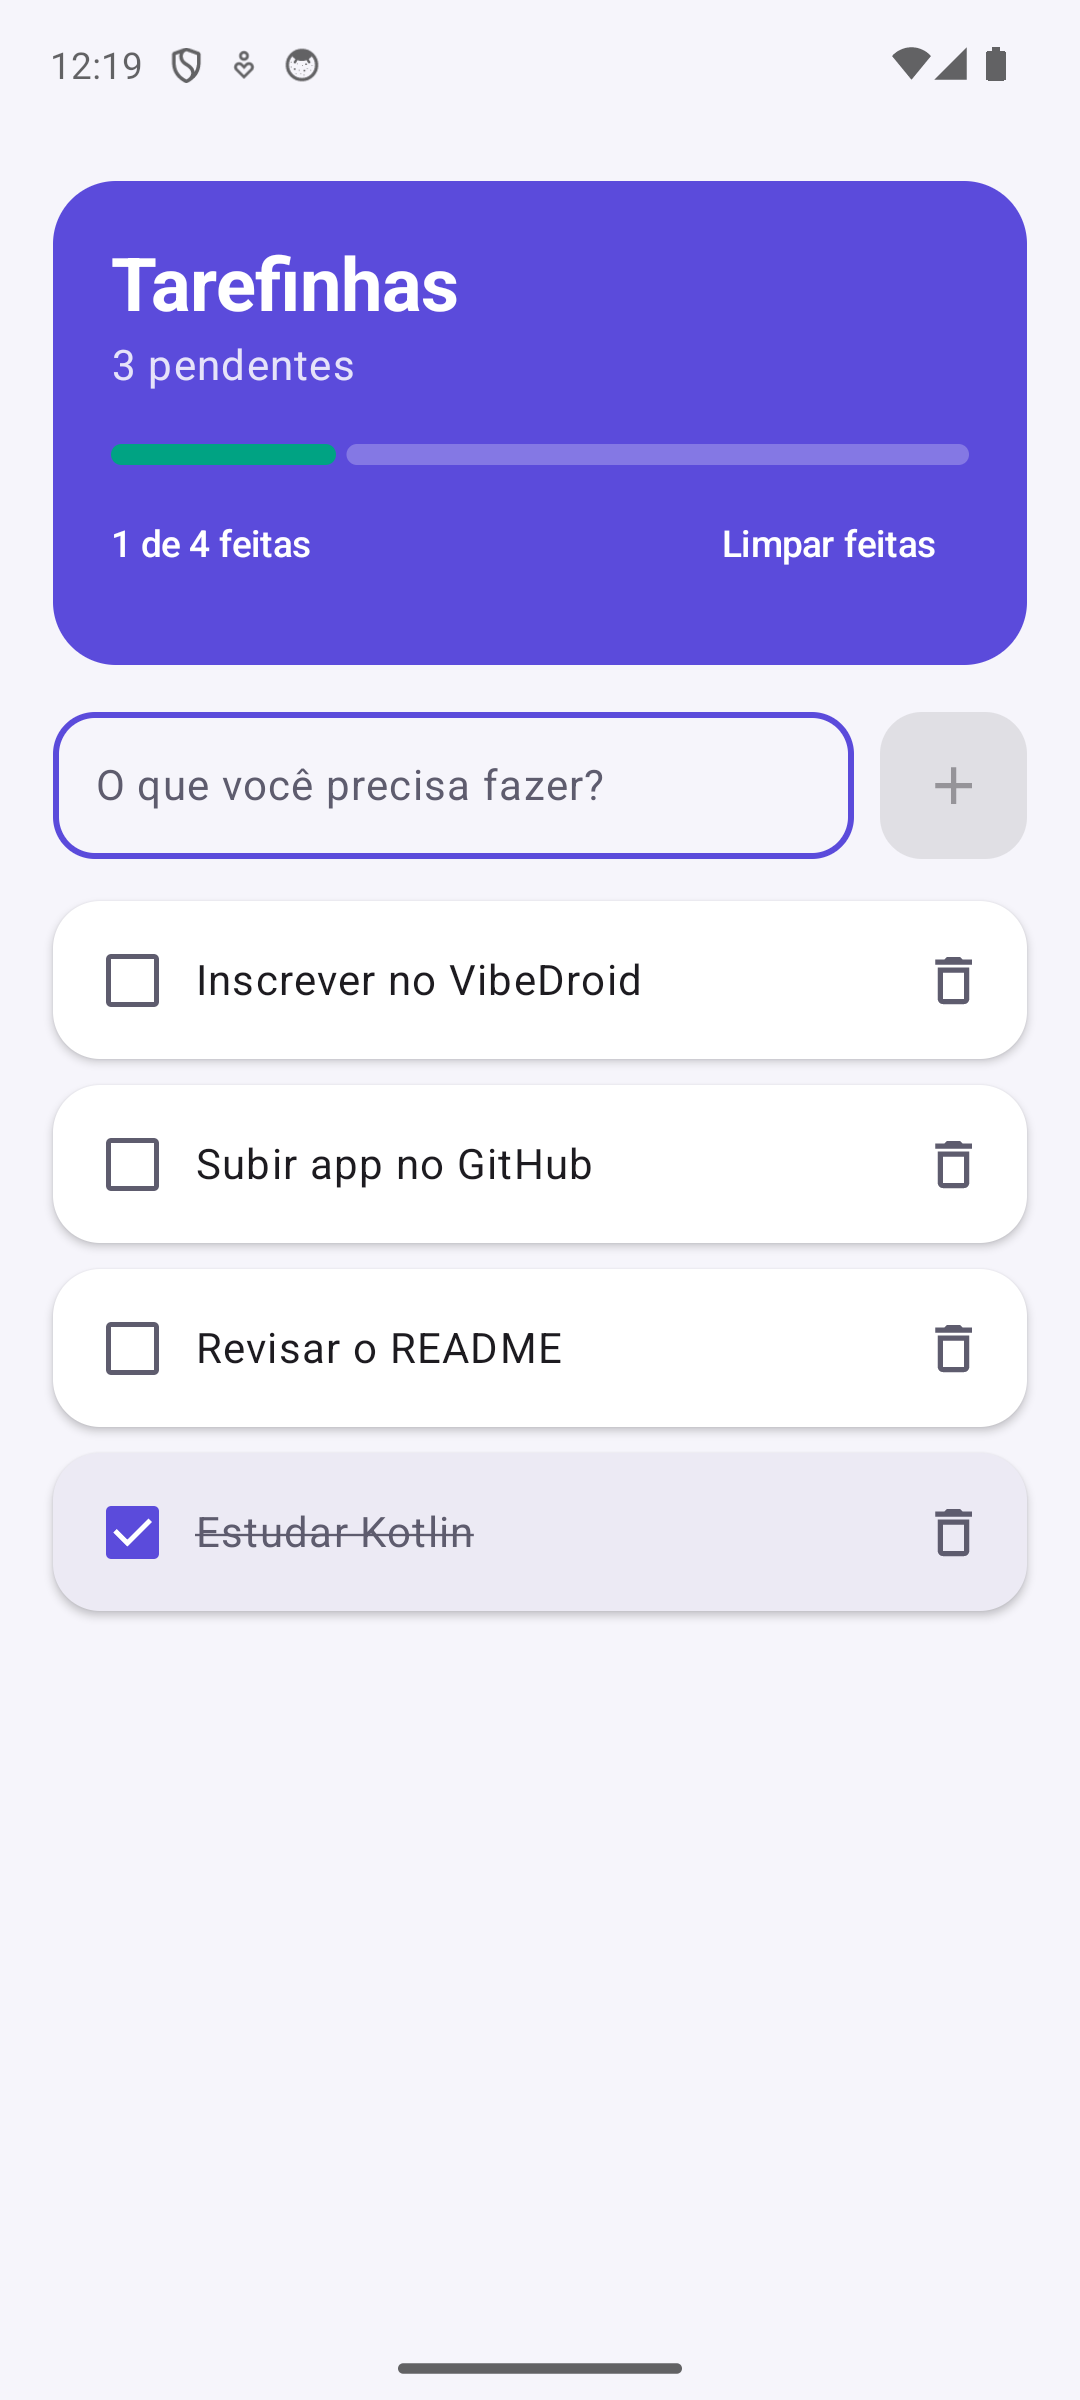 12:19
Tarefinhas
3 pendentes
1 de 4 feitas
Limpar feitas
O que você precisa fazer?
Inscrever no VibeDroid
Subir app no GitHub
Revisar o README
Estudar Kotlin